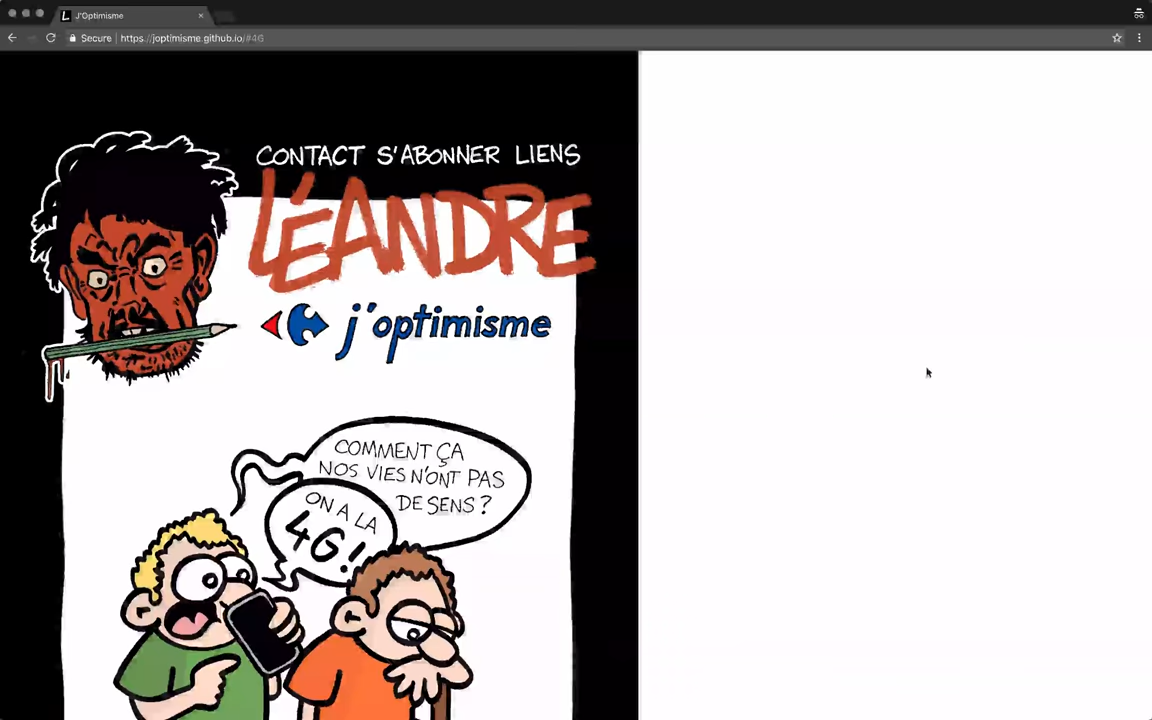 J'Optimisme
Secure https://joptimisme.github.io/#4G
CONTACT S'ABONNER LIENS
LÉANDRE
j'optimisme
COMMENT ÇA
NOS VIES N'ONT PAS
DE SENS ?
ON A LA
4G !